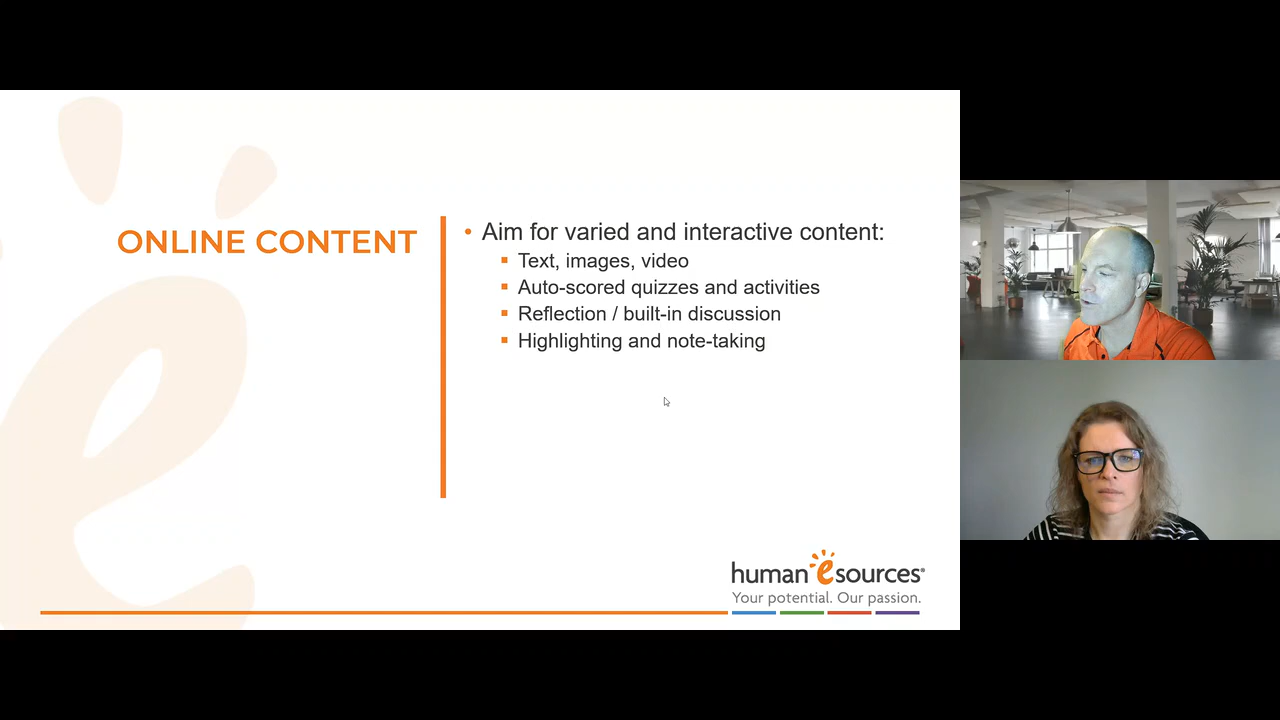 ONLINE CONTENT
• Aim for varied and interactive content:
▪ Text, images, video
▪ Auto-scored quizzes and activities
▪ Reflection / built-in discussion
▪ Highlighting and note-taking
human esources®
Your potential. Our passion.